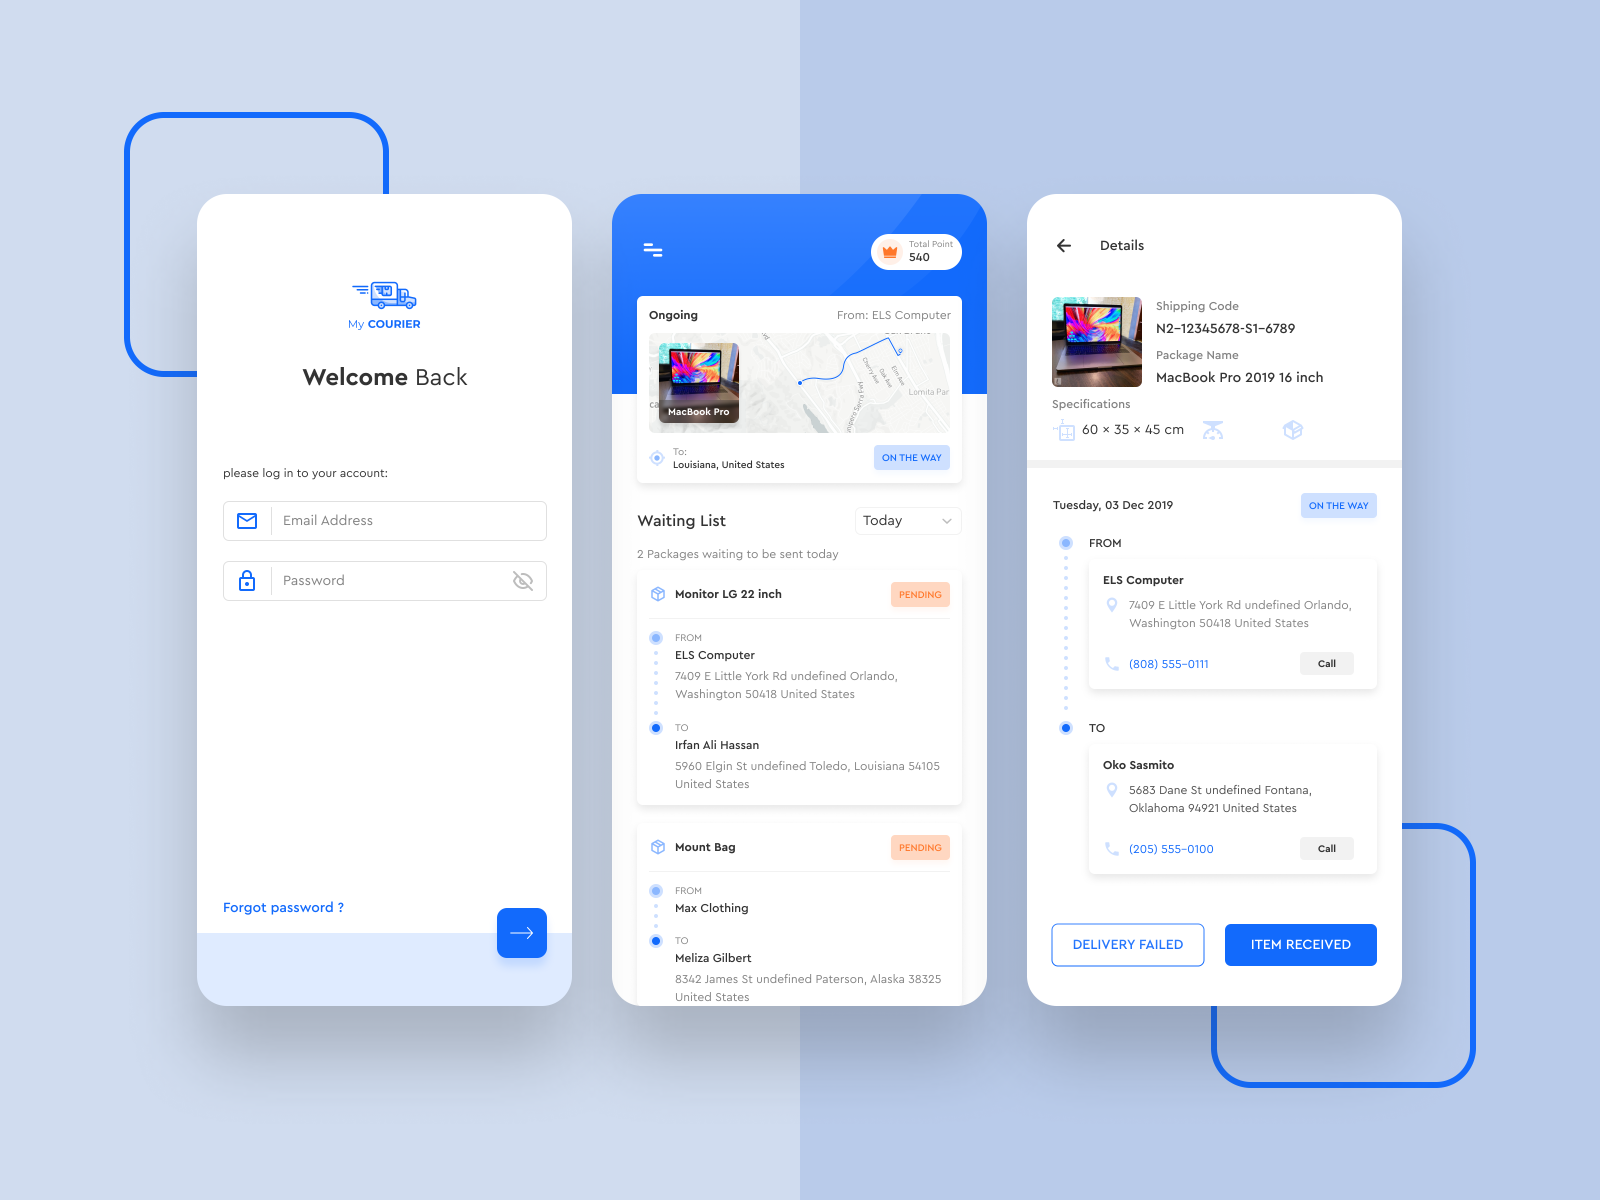 My COURIER
Welcome Back
please log in to your account:
Email Address
Password
Forgot password ?
Total Point
540
Ongoing
From: ELS Computer
MacBook Pro
Cherry Ave
Oak Ave
Elm Ave
Lomita Par
To:
Louisiana, United States
ON THE WAY
Waiting List
Today
2 Packages waiting to be sent today
Monitor LG 22 inch
PENDING
FROM
ELS Computer
7409 E Little York Rd undefined Orlando,
Washington 50418 United States
TO
Irfan Ali Hassan
5960 Elgin St undefined Toledo, Louisiana 54105
United States
Mount Bag
PENDING
FROM
Max Clothing
TO
Meliza Gilbert
8342 James St undefined Paterson, Alaska 38325
United States
Details
Shipping Code
N2-12345678-S1-6789
Package Name
MacBook Pro 2019 16 inch
Specifications
60 × 35 × 45 cm
Tuesday, 03 Dec 2019
ON THE WAY
FROM
ELS Computer
7409 E Little York Rd undefined Orlando,
Washington 50418 United States
(808) 555-0111
Call
TO
Oko Sasmito
5683 Dane St undefined Fontana,
Oklahoma 94921 United States
(205) 555-0100
Call
DELIVERY FAILED
ITEM RECEIVED